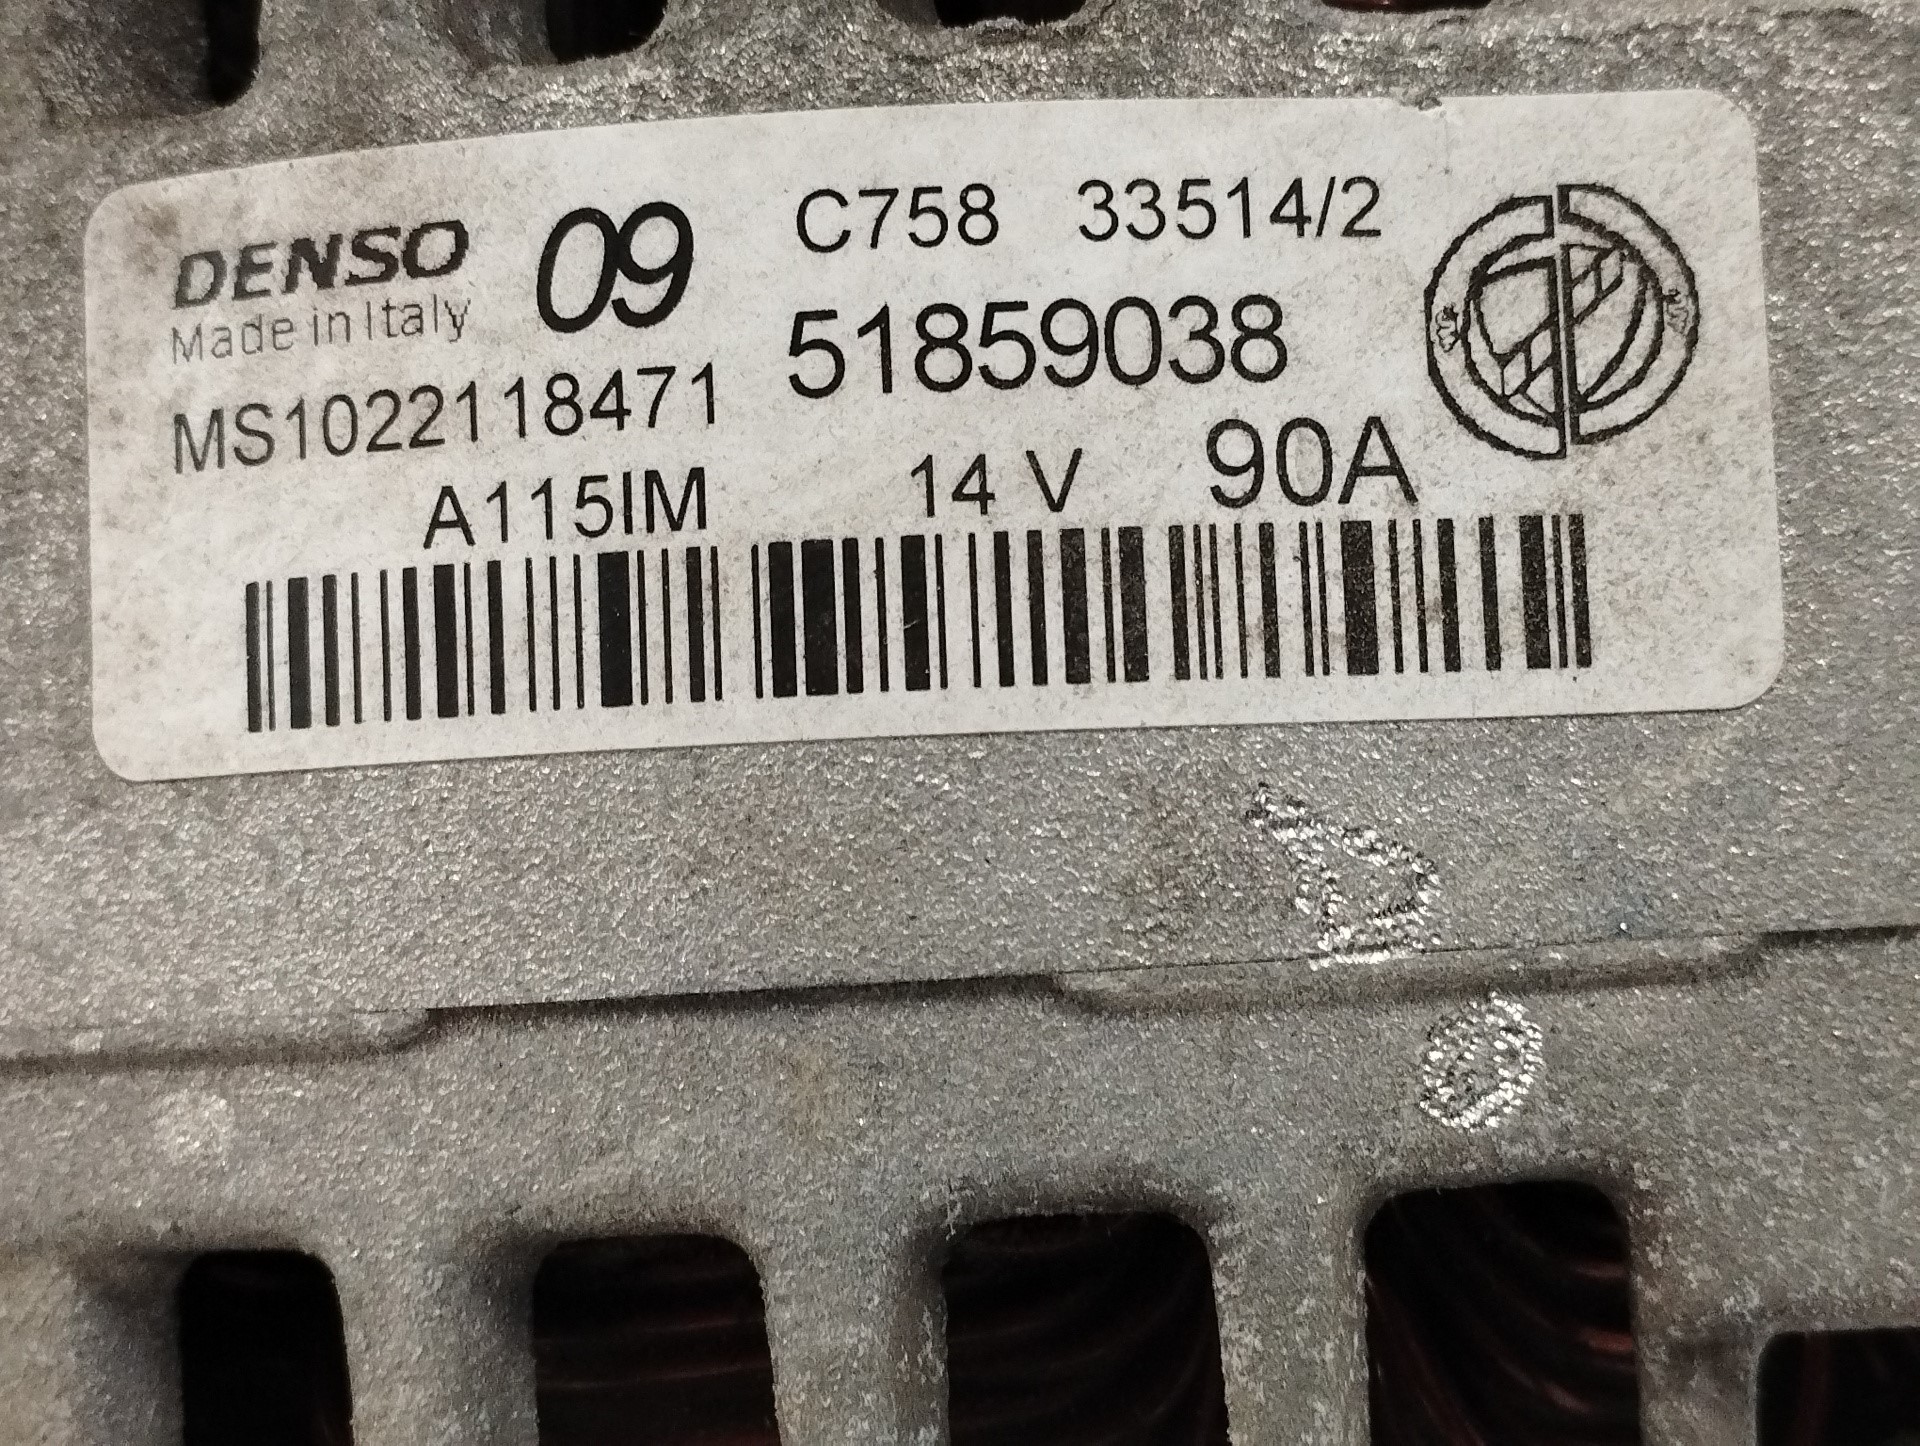 DENSO 09 C758 33514/2
Made in Italy 51859038
MS1022118471
A115IM 14 V 90A